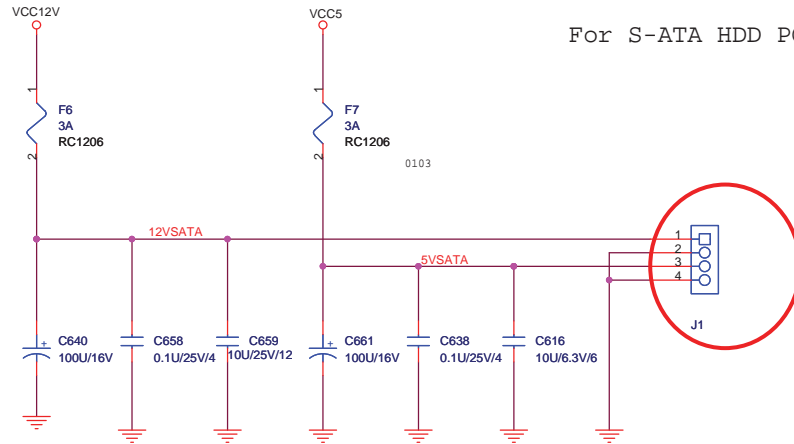 VCC12V
VCC5
For S-ATA HDD
1
F6
3A
RC1206
2
1
F7
3A
RC1206
2
0103
12VSATA
5VSATA
1
2
3
4
J1
C640
100U/16V
C658
0.1U/25V/4
C659
10U/25V/12
C661
100U/16V
C638
0.1U/25V/4
C616
10U/6.3V/6
+
+